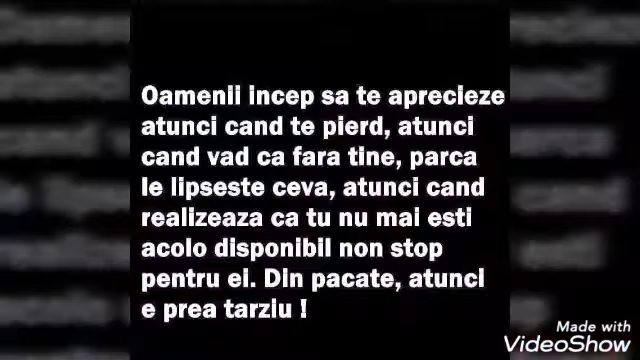 Oamenii incep sa te aprecieze
atunci cand te pierd, atunci
cand vad ca fara tine, parca
le lipseste ceva, atunci cand
realizeaza ca tu nu mai esti
acolo disponibil non stop
pentru ei. Din pacate, atunci
e prea tarziu !
Made with
VideoShow